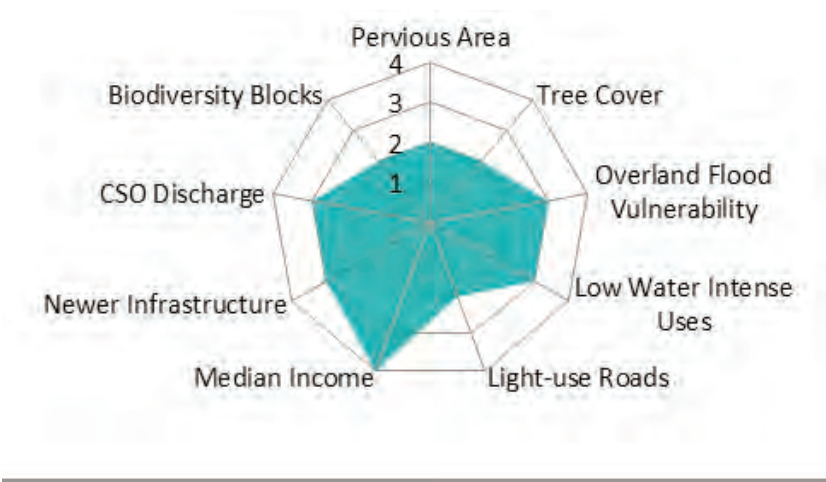 Pervious Area
4
Biodiversity Blocks
Tree Cover
3
2
Overland Flood
Vulnerability
CSO Discharge
1
Newer Infrastructure
Low Water Intense
Uses
Median Income
Light-use Roads